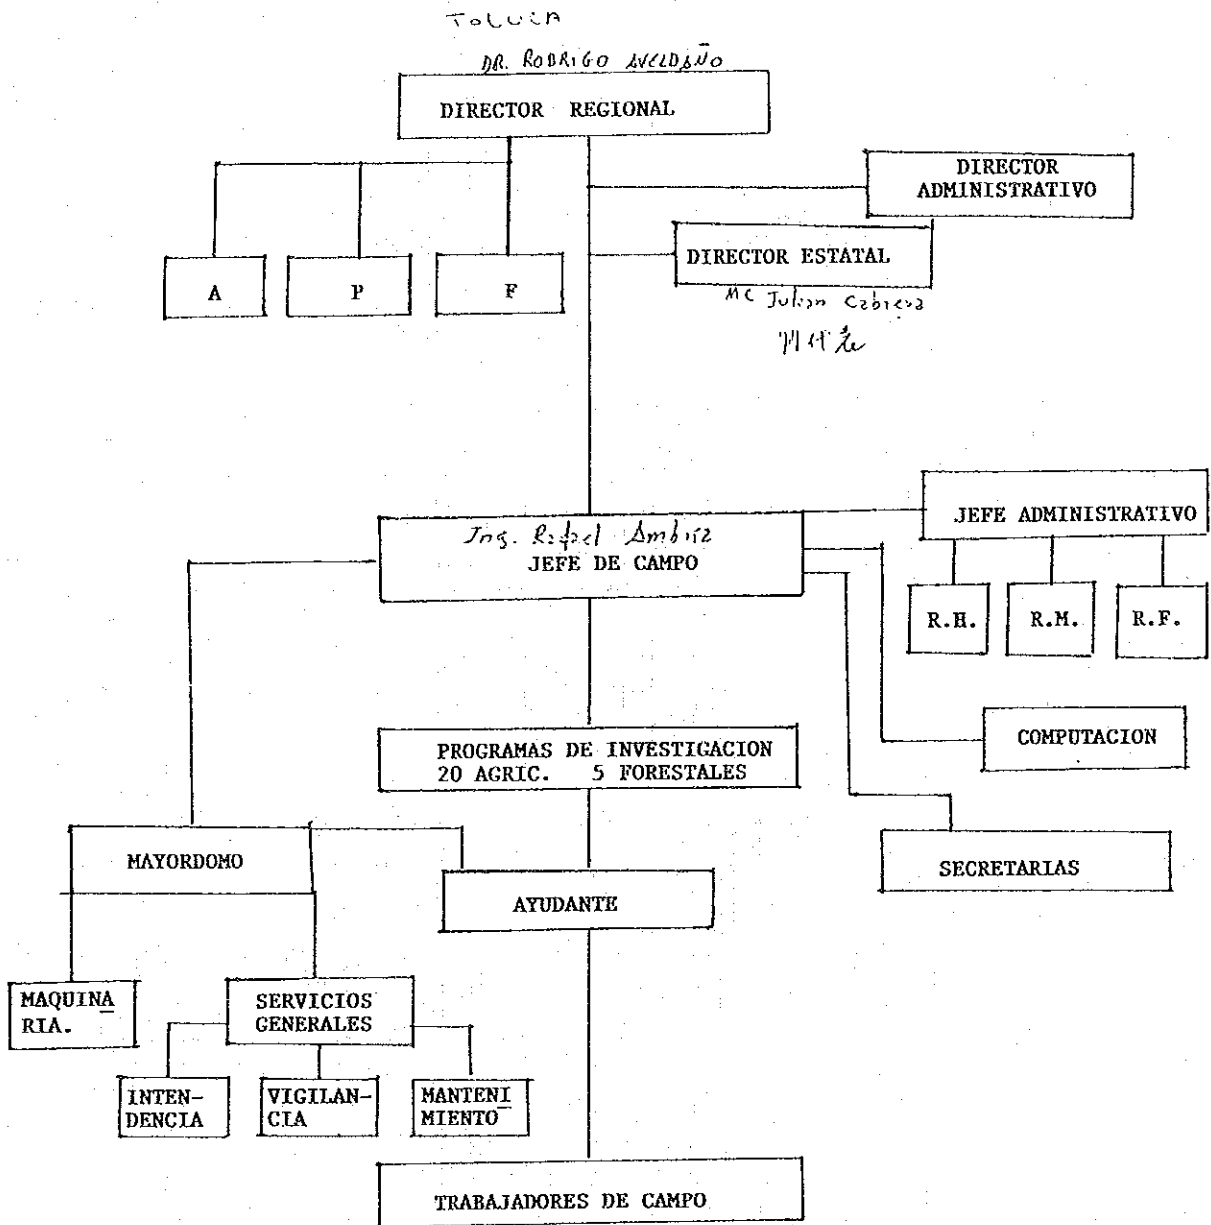 TOLUCA
DR. RODRIGO AVELDAÑO
DIRECTOR REGIONAL
DIRECTOR
ADMINISTRATIVO
DIRECTOR ESTATAL
MC Julian Cabrera
A
P
F
Ing. Rafael Ambriz
JEFE DE CAMPO
JEFE ADMINISTRATIVO
R.H.
R.M.
R.F.
PROGRAMAS DE INVESTIGACION
20 AGRIC. 5 FORESTALES
COMPUTACION
MAYORDOMO
SECRETARIAS
AYUDANTE
MAQUINA
RIA.
SERVICIOS
GENERALES
INTEN-
DENCIA
VIGILAN-
CIA
MANTENI
MIENTO
TRABAJADORES DE CAMPO